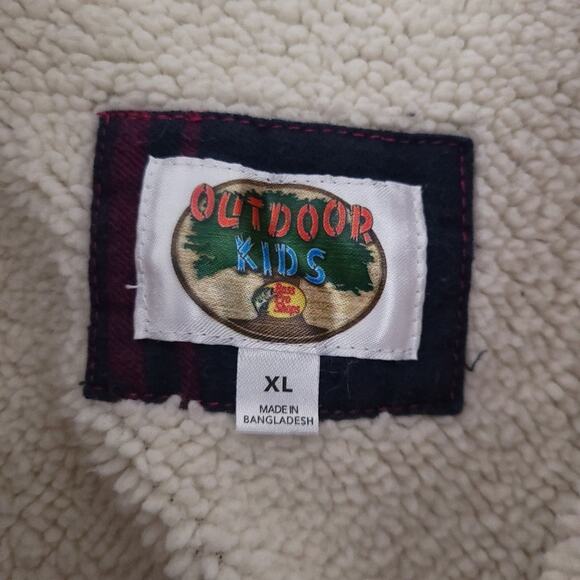 OUTDOOR
KIDS
Bass
Pro
Shops
XL
MADE IN
BANGLADESH